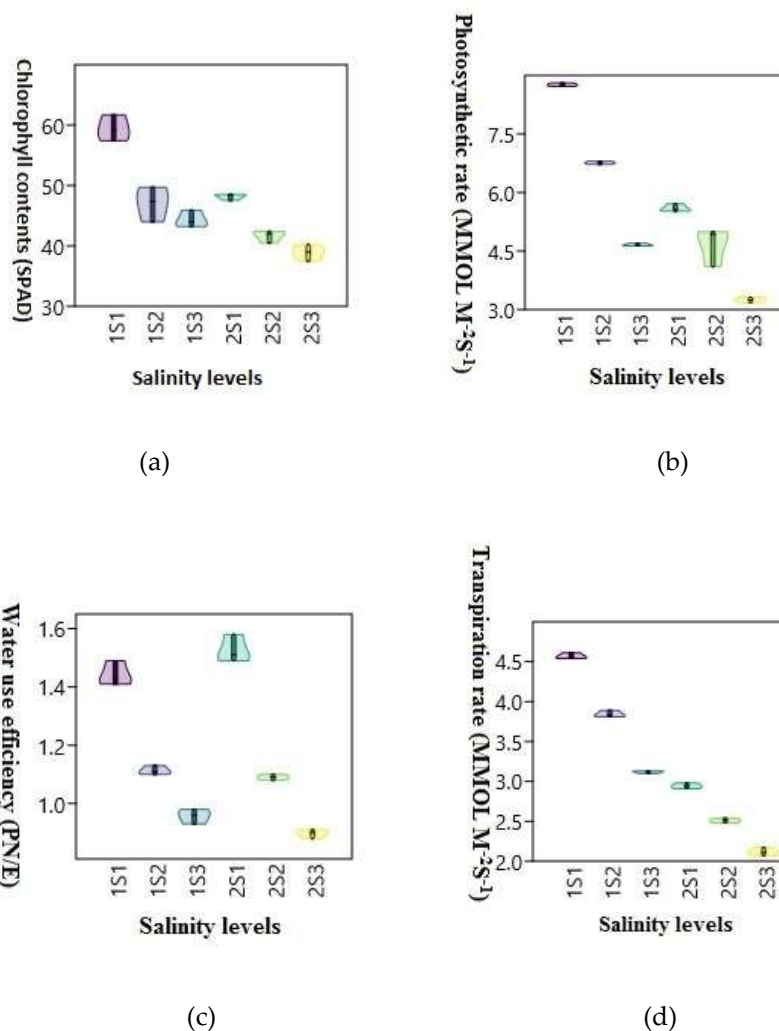 Chlorophyll contents (SPAD)
60
50
40
30
1S1
1S2
1S3
2S1
2S2
2S3
Salinity levels
(a)
Photosynthetic rate (MMOL M-2S-1)
7.5
6.0
4.5
3.0
1S1
1S2
1S3
2S1
2S2
2S3
Salinity levels
(b)
Water use efficiency (PN/E)
1.6
1.4
1.2
1.0
1S1
1S2
1S3
2S1
2S2
2S3
Salinity levels
(c)
Transpiration rate (MMOL M-2S-1)
4.5
4.0
3.5
3.0
2.5
2.0
1S1
1S2
1S3
2S1
2S2
2S3
Salinity levels
(d)